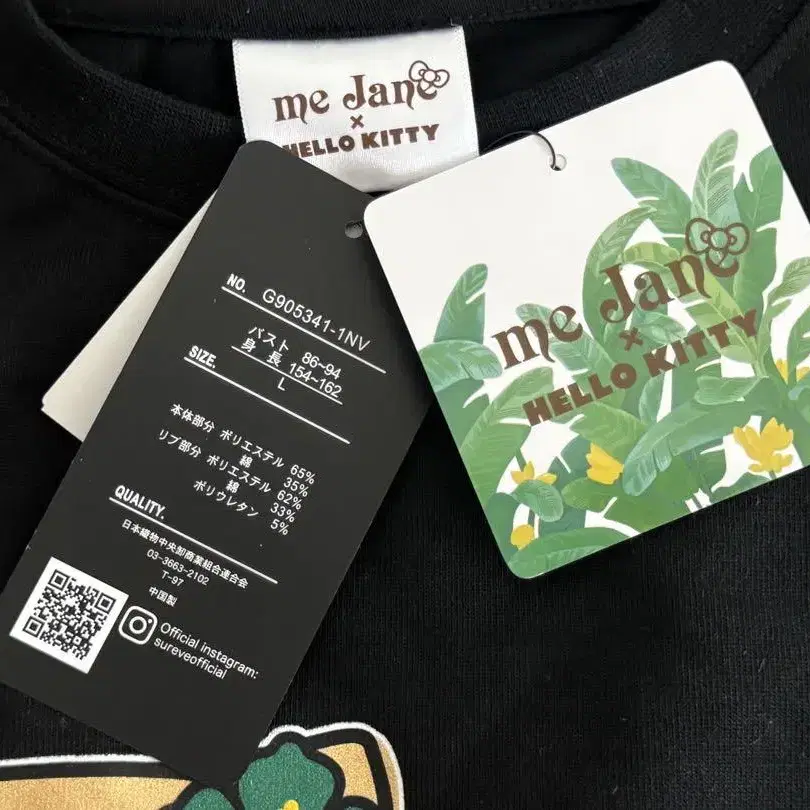 me Jane
×
HELLO KITTY
NO. G905341-1NV
バスト 86~94
身長 154~162
SIZE. L
本体部分 ポリエステル 65%
綿 35%
リブ部分 ポリエステル 62%
綿 33%
ポリウレタン 5%
QUALITY.
日本織物中央卸商業組合連合会
03-3663-2102
T-97
中国製
Official instagram:
sureveofficial
me Jane
×
HELLO KITTY